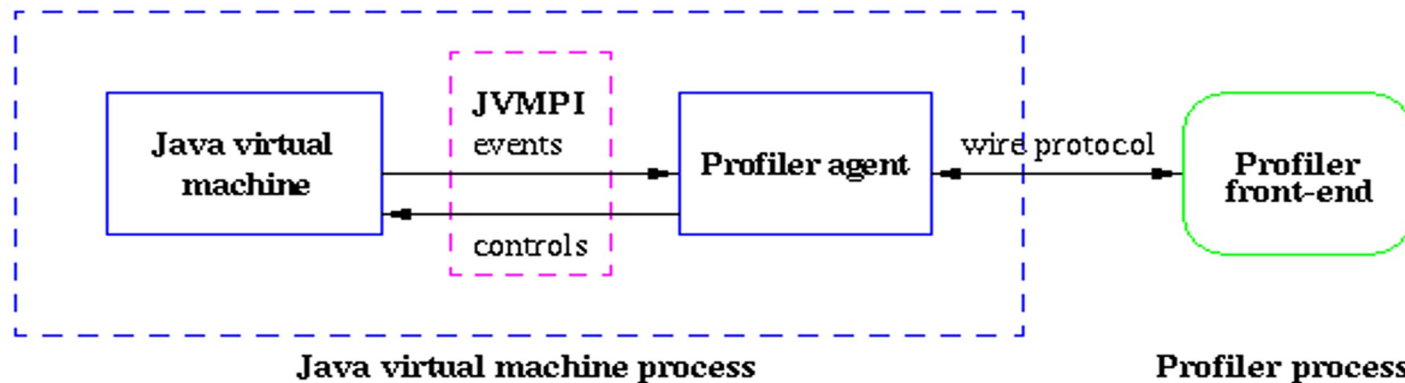 JVMPI
Java virtual
machine
events
Profiler agent
wire protocol
Profiler
front-end
controls
Java virtual machine process
Profiler process